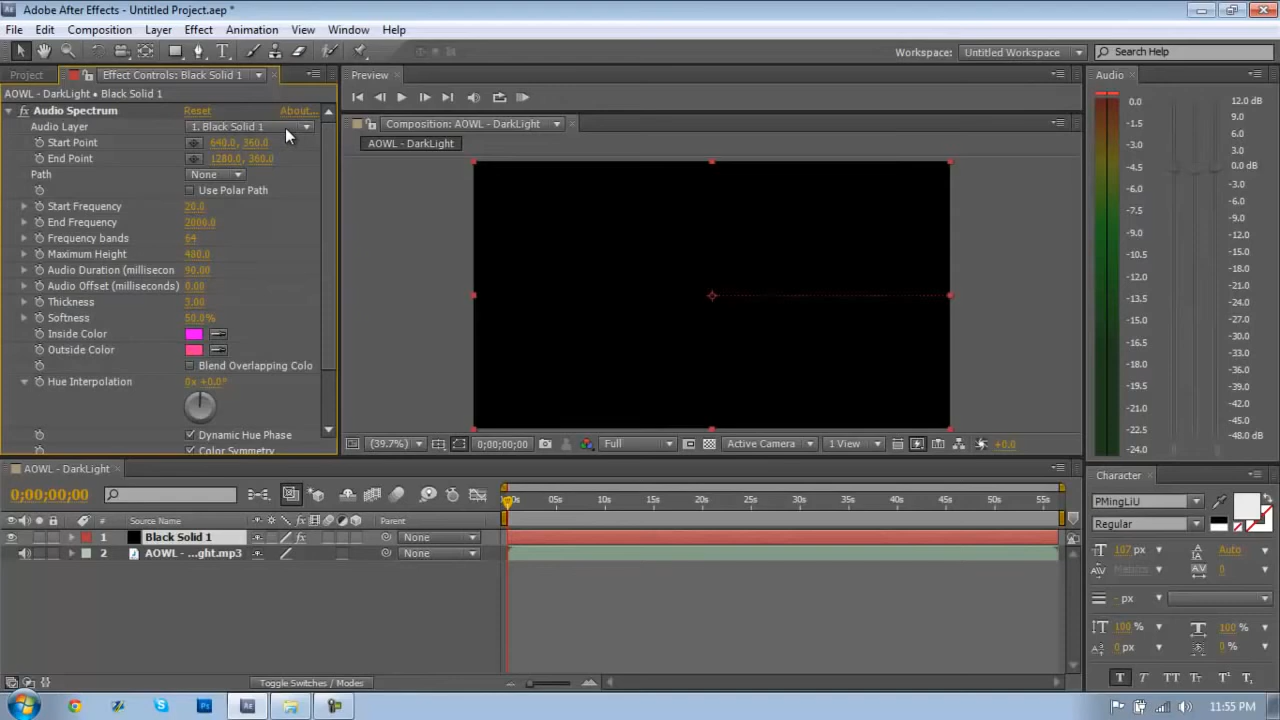 Adobe After Effects - Untitled Project.aep *
File Edit Composition Layer Effect Animation View Window Help
Workspace: Untitled Workspace Search Help
Project Effect Controls: Black Solid 1 Preview Audio
AOWL - DarkLight • Black Solid 1
fx Audio Spectrum Reset About...
Audio Layer 1. Black Solid 1
Start Point 640.0, 360.0
End Point 1280.0, 360.0
Path None
Use Polar Path
Start Frequency 20.0
End Frequency 2000.0
Frequency bands 64
Maximum Height 480.0
Audio Duration (millisecon 90.00
Audio Offset (milliseconds) 0.00
Thickness 3.00
Softness 50.0%
Inside Color
Outside Color
Blend Overlapping Colo
Hue Interpolation 0x +0.0°
Dynamic Hue Phase
Color Symmetry
Composition: AOWL - DarkLight
AOWL - DarkLight
(39.7%) 0;00;00;00 Full Active Camera 1 View +0.0
0.0 12.0 dB
-1.5 9.0
-3.0 6.0
-4.5 3.0
-6.0 0.0 dB
-7.5 -3.0
-9.0 -6.0
-10.5 -9.0
-12.0 -12.0
-13.5 -15.0
-15.0 -18.0
-16.5 -21.0
-18.0 -24.0
-19.5 -27.0
-21.0 -30.0
-22.5 -33.0
-24.0 -36.0
-39.0
-42.0
-45.0
-48.0 dB
AOWL - DarkLight
0;00;00;00
05s 10s 15s 20s 25s 30s 35s 40s 45s 50s 55s
# Source Name Parent
1 Black Solid 1 fx None
2 AOWL - ...ght.mp3 None
Toggle Switches / Modes
Character
PMingLiU
Regular
107 px Auto
Metrics 0
- px
100 % 100 %
0 px 0 %
T T TT Tt T¹ T₁
11:55 PM